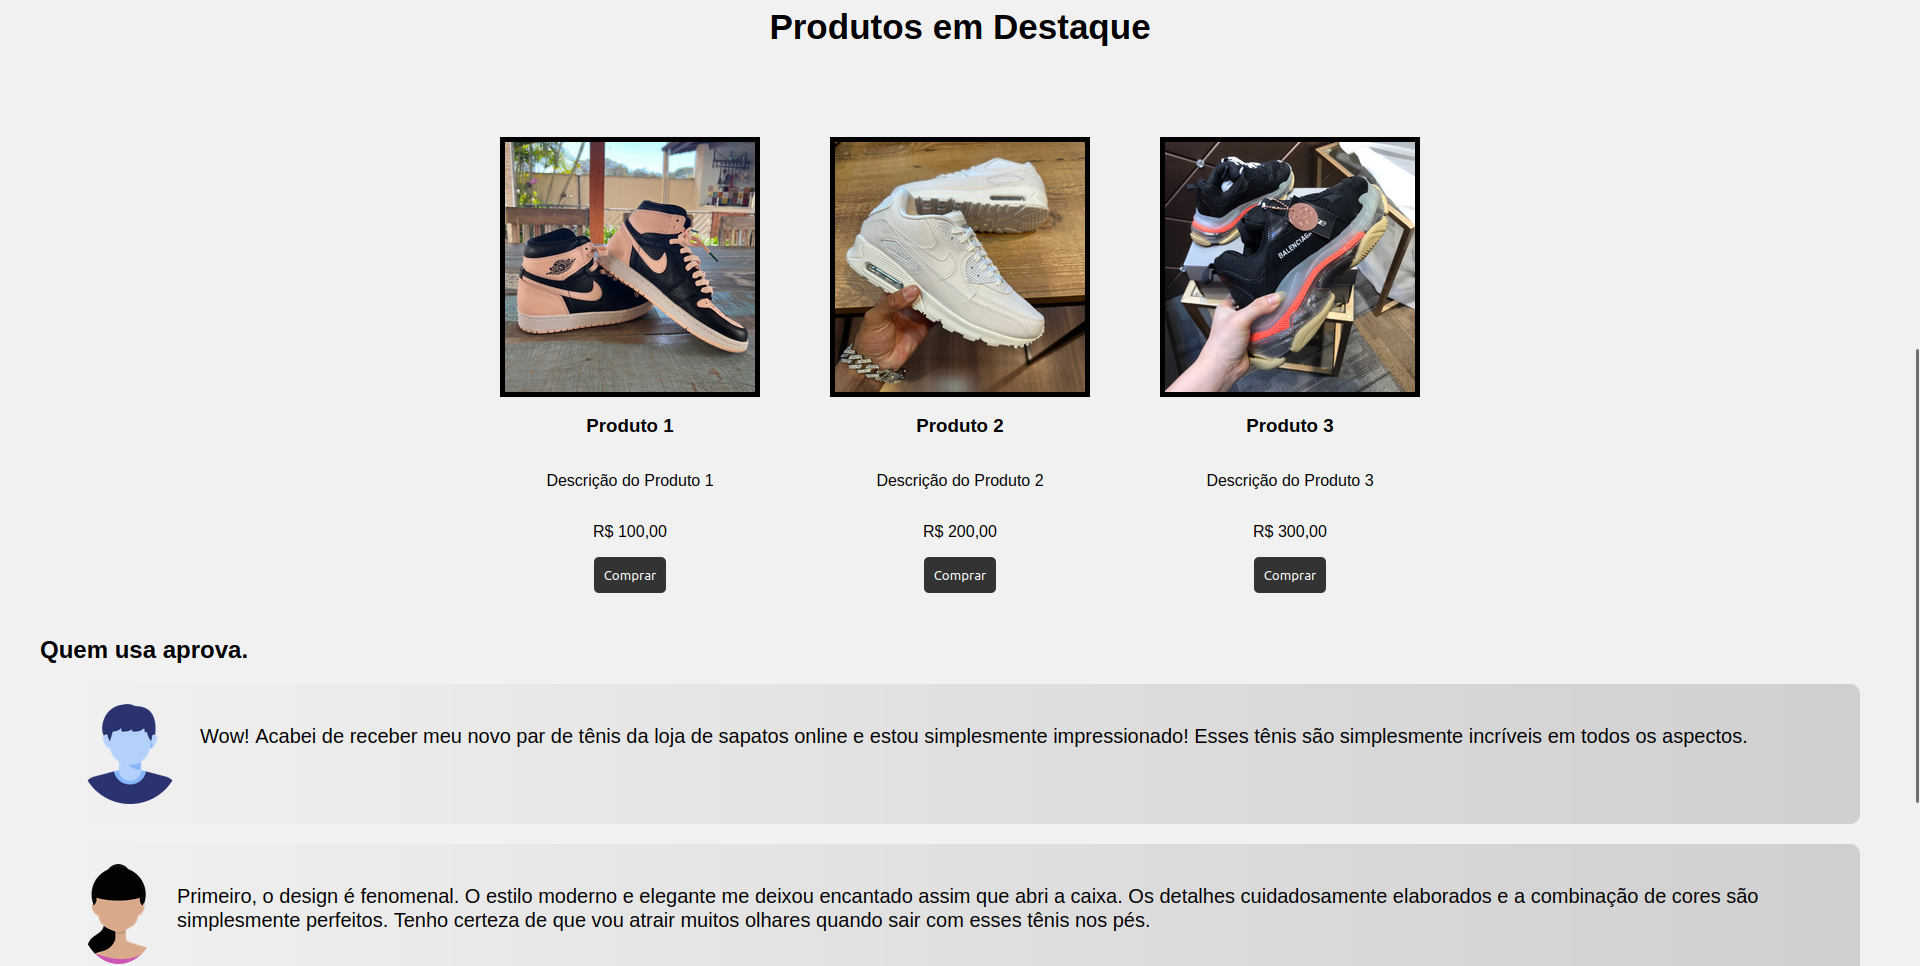 Produtos em Destaque
BALENCIAGA
Produto 1
Produto 2
Produto 3
Descrição do Produto 1
Descrição do Produto 2
Descrição do Produto 3
R$ 100,00
R$ 200,00
R$ 300,00
Comprar
Comprar
Comprar
Quem usa aprova.
Wow! Acabei de receber meu novo par de tênis da loja de sapatos online e estou simplesmente impressionado! Esses tênis são simplesmente incríveis em todos os aspectos.
Primeiro, o design é fenomenal. O estilo moderno e elegante me deixou encantado assim que abri a caixa. Os detalhes cuidadosamente elaborados e a combinação de cores são
simplesmente perfeitos. Tenho certeza de que vou atrair muitos olhares quando sair com esses tênis nos pés.